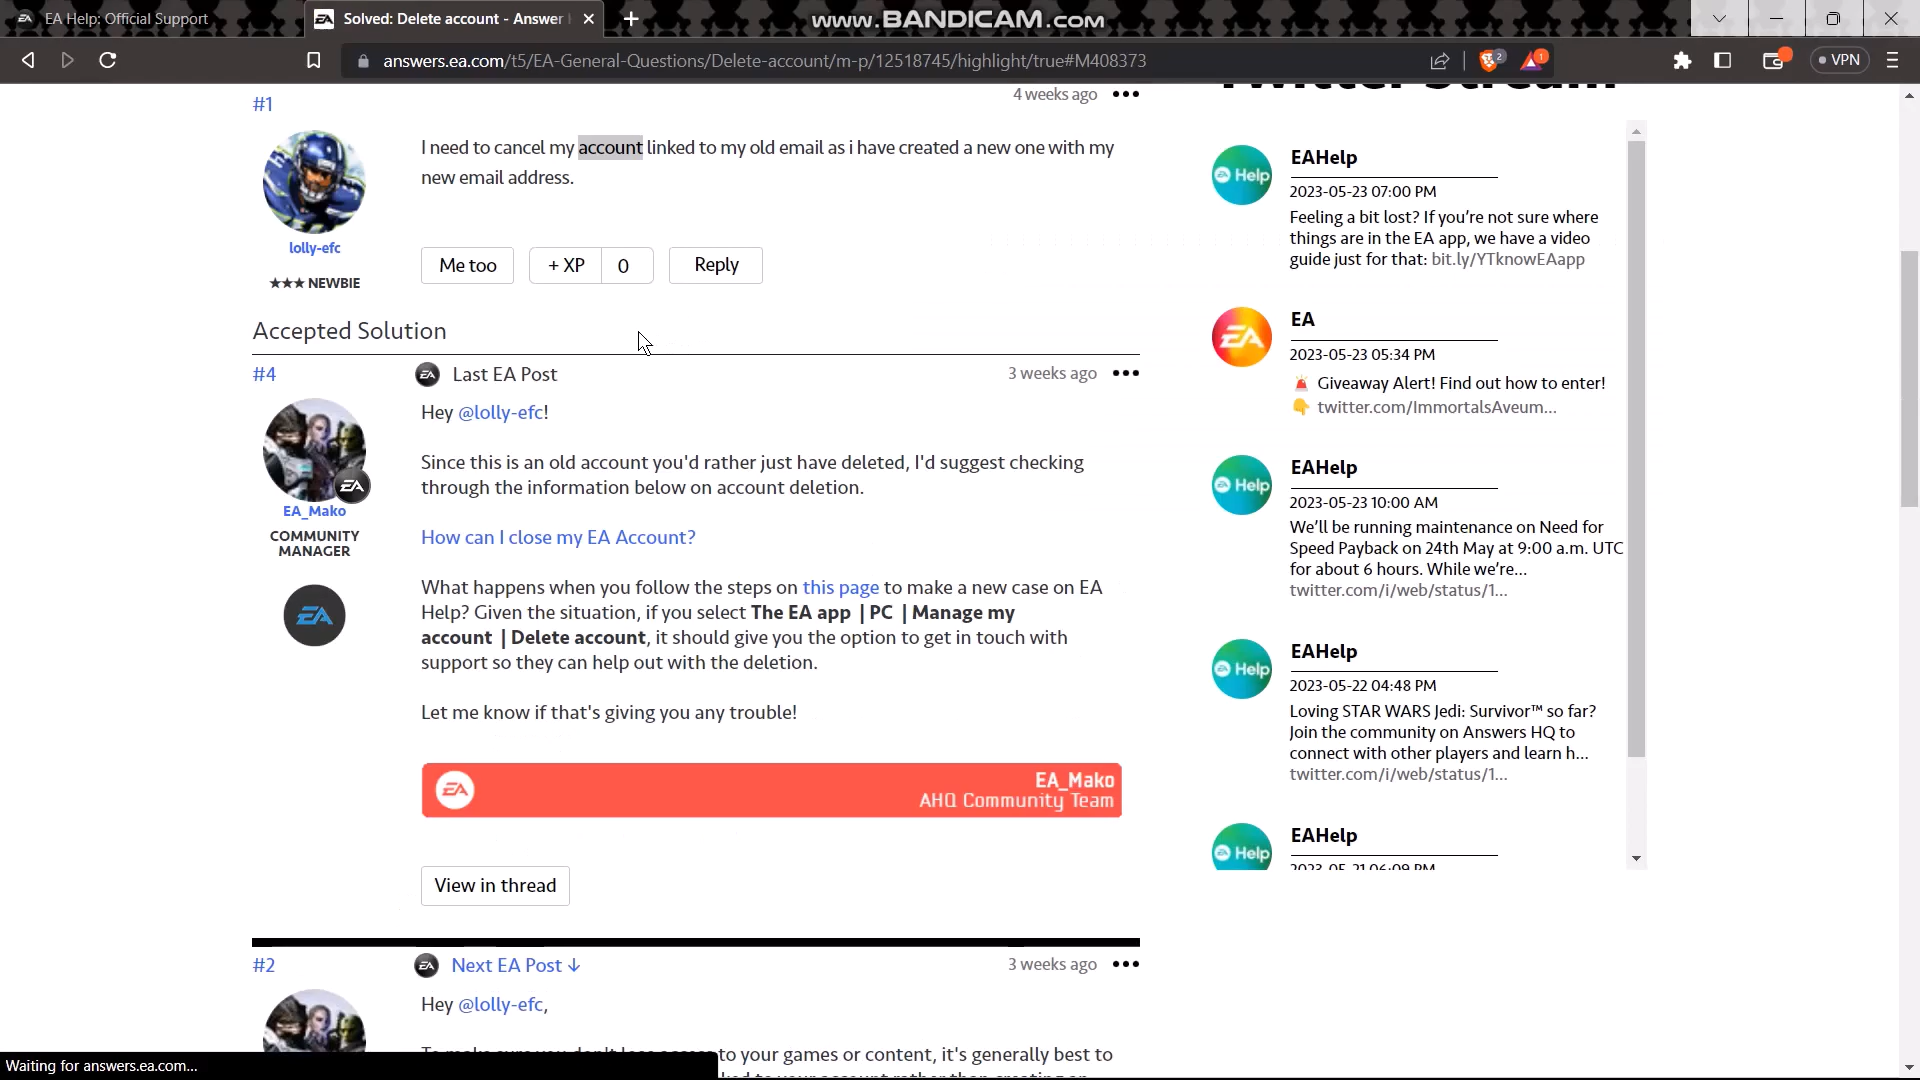 EA Help: Official Support
Solved: Delete account - Answer
www.BANDICAM.com
answers.ea.com/t5/EA-General-Questions/Delete-account/m-p/12518745/highlight/true#M408373
2
1
VPN
#1
4 weeks ago
I need to cancel my account linked to my old email as i have created a new one with my
new email address.
lolly-efc
★★★ NEWBIE
Me too
+ XP
0
Reply
Accepted Solution
#4
Last EA Post
3 weeks ago
Hey @lolly-efc!
Since this is an old account you'd rather just have deleted, I'd suggest checking
through the information below on account deletion.
EA_Mako
COMMUNITY
MANAGER
How can I close my EA Account?
What happens when you follow the steps on this page to make a new case on EA
Help? Given the situation, if you select The EA app | PC | Manage my
account | Delete account, it should give you the option to get in touch with
support so they can help out with the deletion.
Let me know if that's giving you any trouble!
EA_Mako
AHQ Community Team
View in thread
#2
Next EA Post ↓
3 weeks ago
Hey @lolly-efc,
to your games or content, it's generally best to
Waiting for answers.ea.com...
Twitter Stream
EAHelp
2023-05-23 07:00 PM
Feeling a bit lost? If you’re not sure where
things are in the EA app, we have a video
guide just for that: bit.ly/YTknowEAapp
EA
2023-05-23 05:34 PM
🚨 Giveaway Alert! Find out how to enter!
👇 twitter.com/ImmortalsAveum...
EAHelp
2023-05-23 10:00 AM
We’ll be running maintenance on Need for
Speed Payback on 24th May at 9:00 a.m. UTC
for about 6 hours. While we’re...
twitter.com/i/web/status/1...
EAHelp
2023-05-22 04:48 PM
Loving STAR WARS Jedi: Survivor™ so far?
Join the community on Answers HQ to
connect with other players and learn h...
twitter.com/i/web/status/1...
EAHelp
2023-05-21 06:09 PM